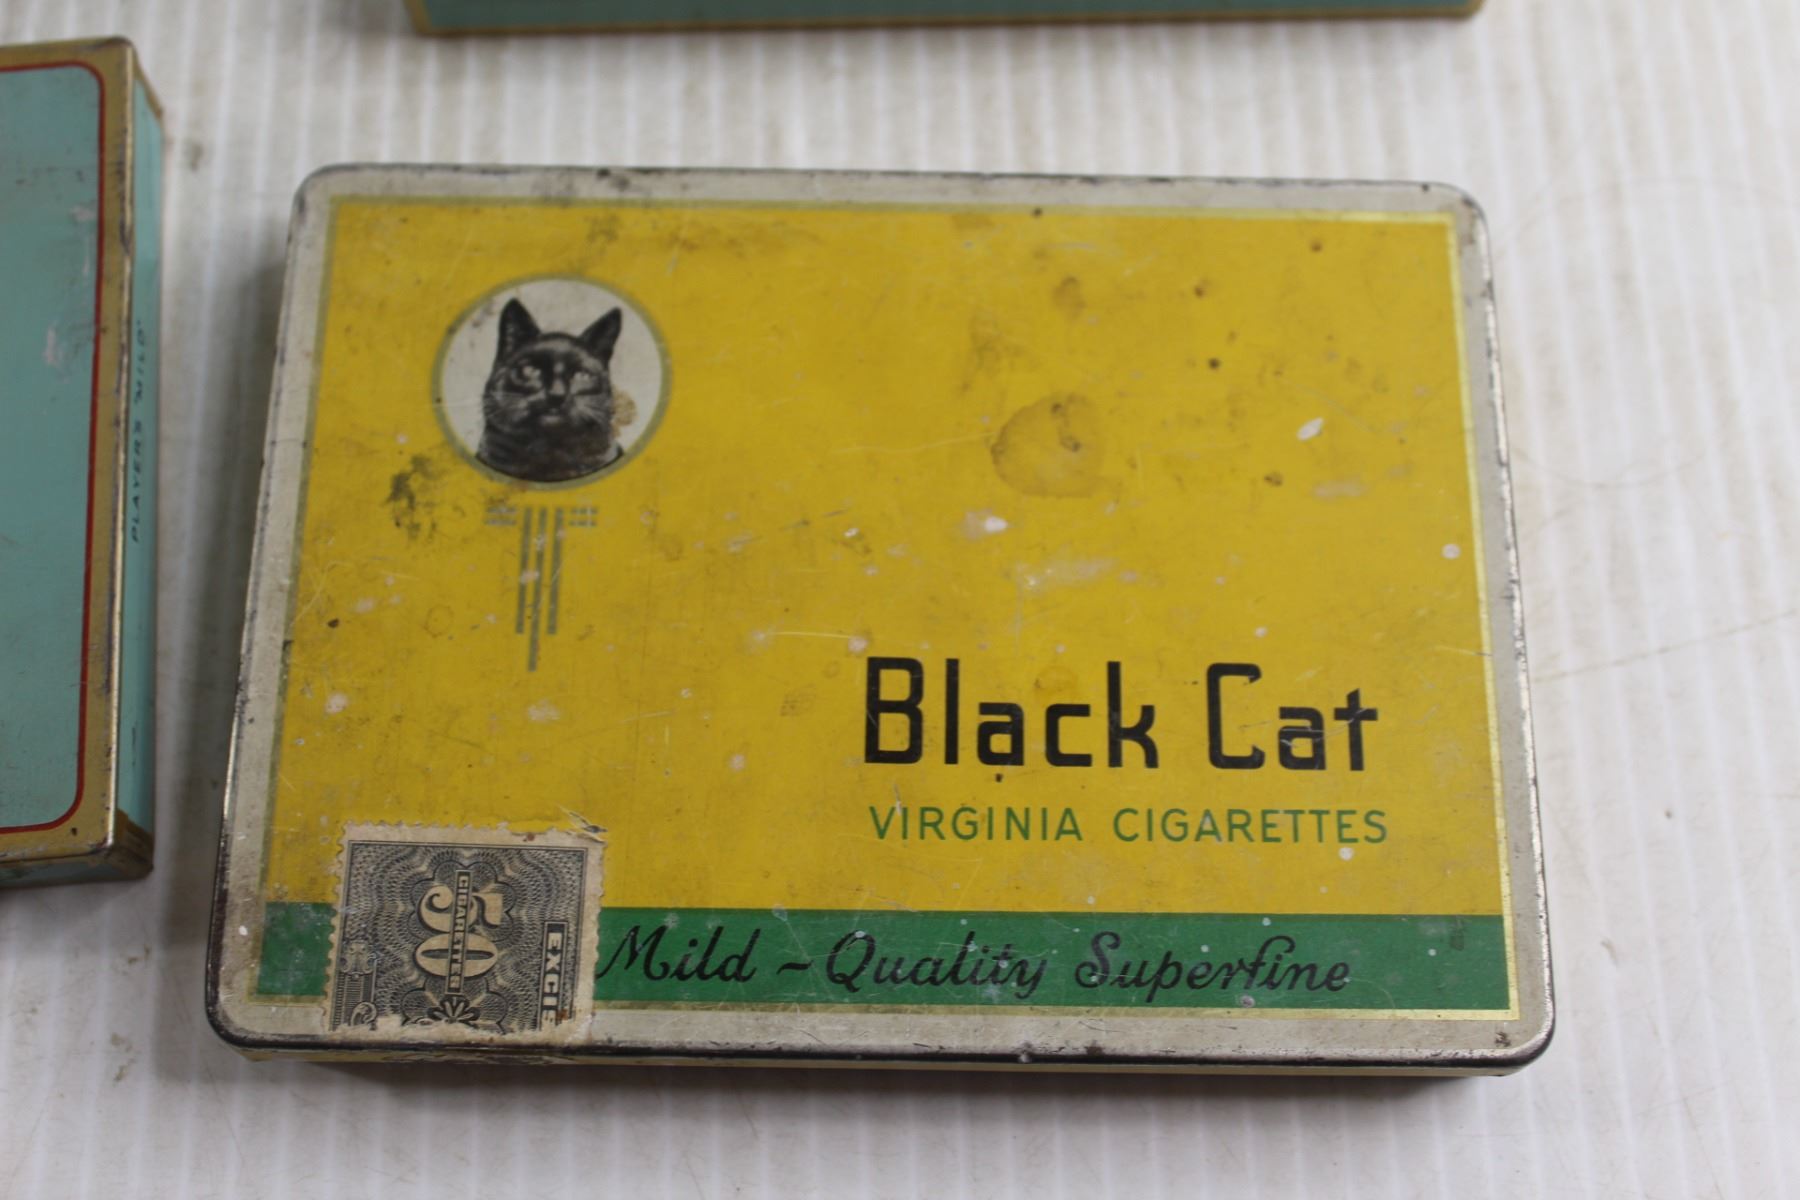 PLAYER'S 'MILD'
Black Cat
VIRGINIA CIGARETTES
Mild - Quality Superfine
50
CIGARETTES
EXCIS